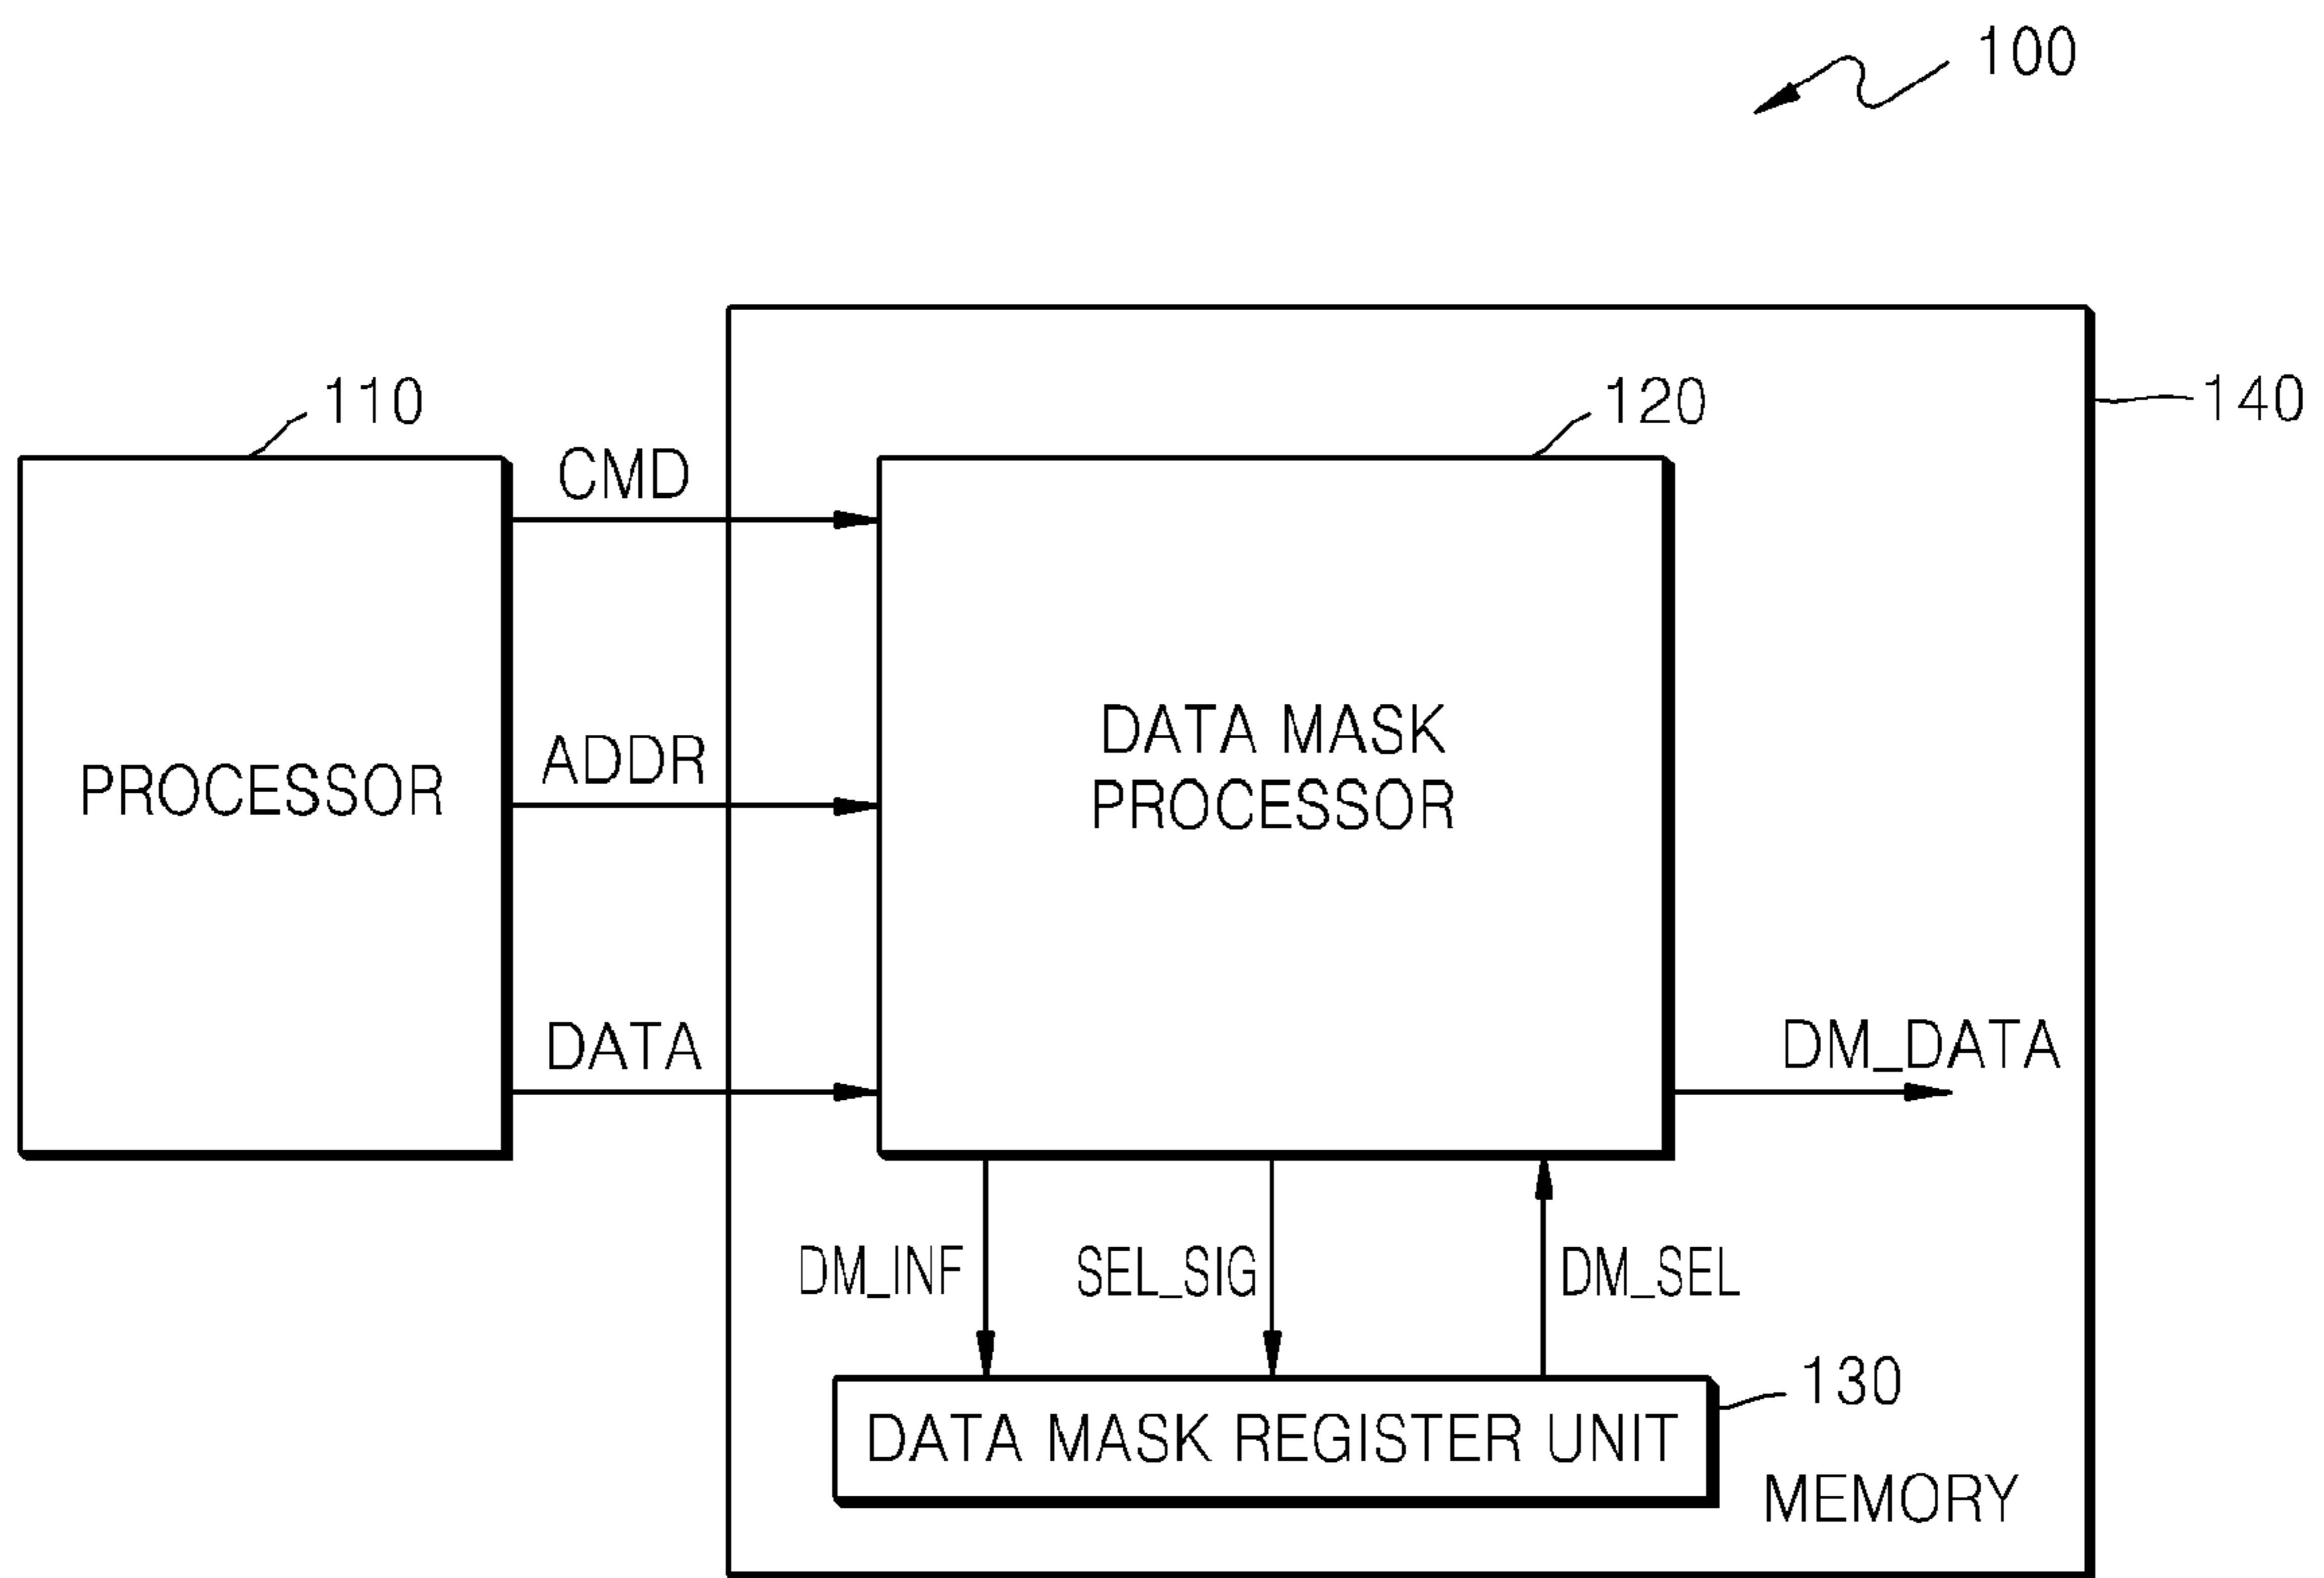 100
110
120
140
CMD
PROCESSOR
ADDR
DATA MASK
PROCESSOR
DATA
DM_DATA
DM_INF
SEL_SIG
DM_SEL
130
DATA MASK REGISTER UNIT
MEMORY